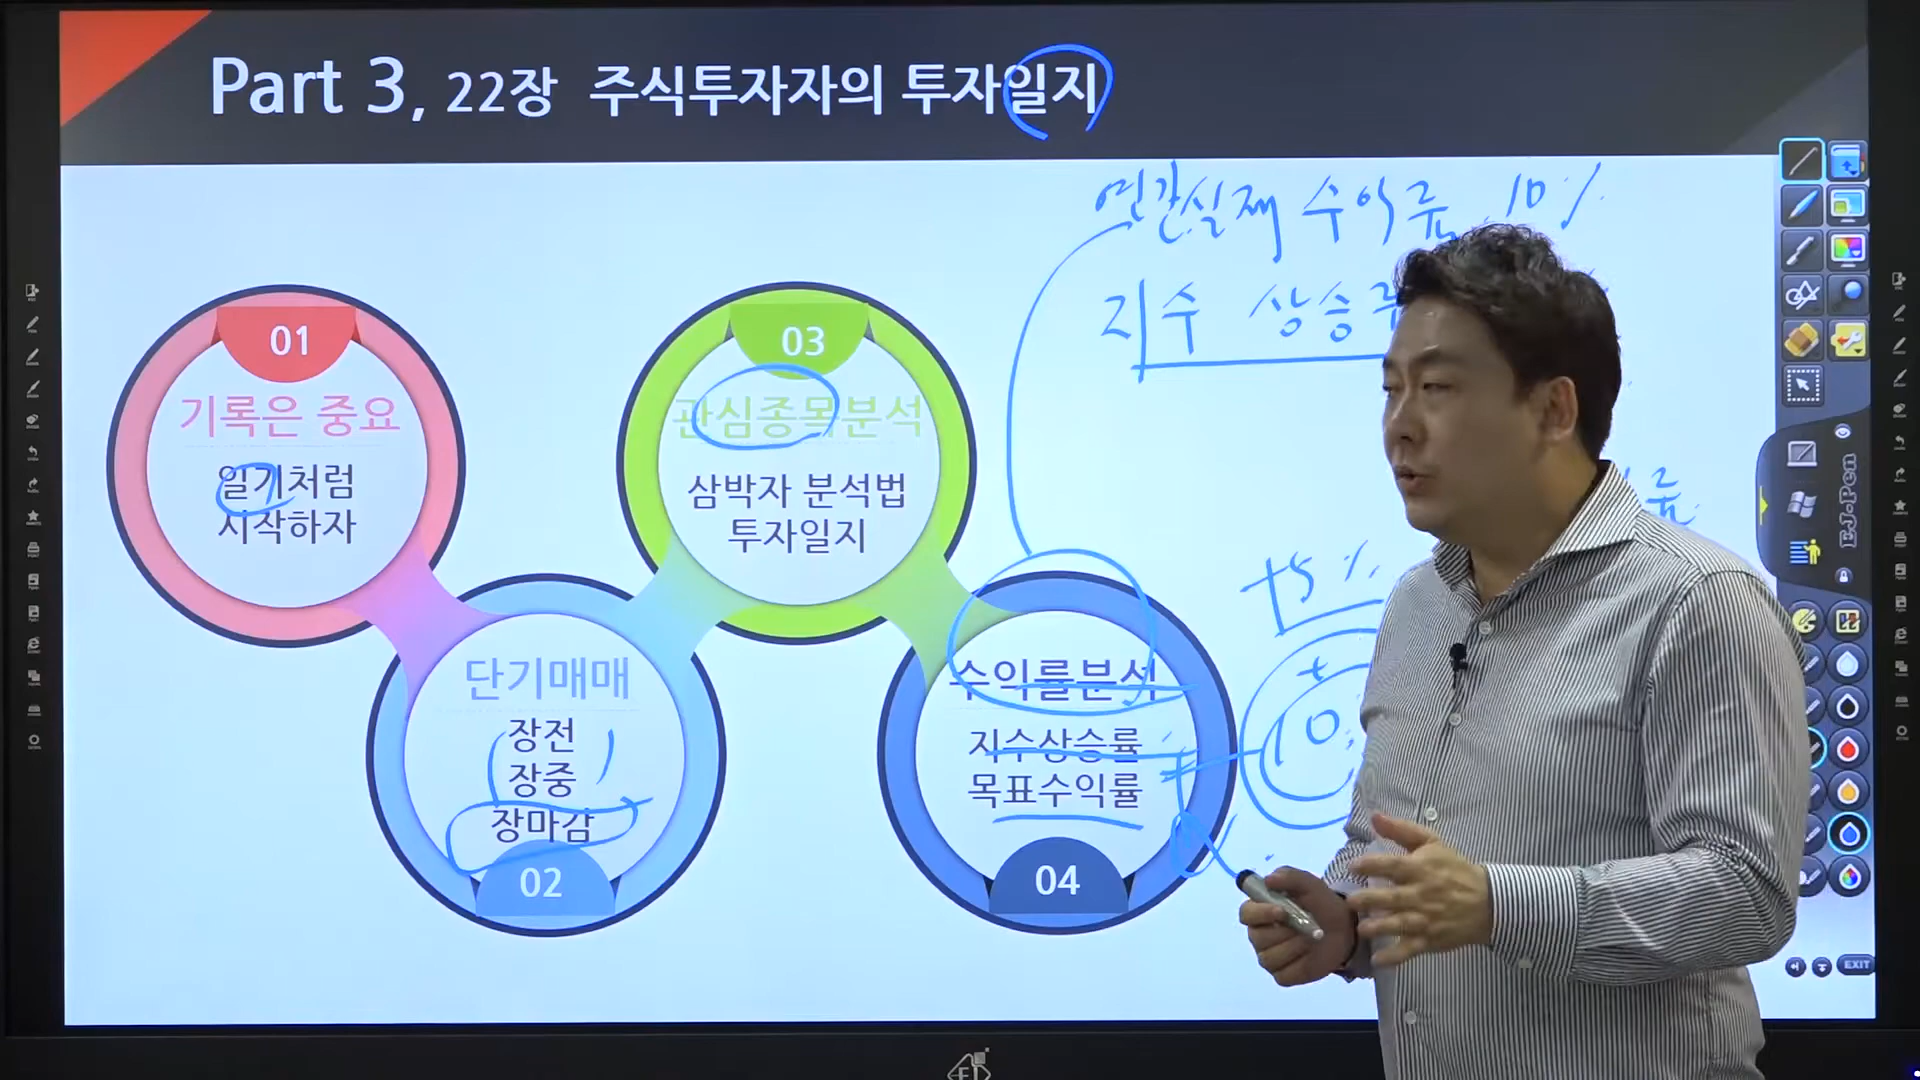 Part 3, 22장 주식투자자의 투자일지
연간실제 수익률 10%
지수 상승률
01
기록은 중요
일기처럼
시작하자
03
관심종목분석
삼박자 분석법
투자일지
단기매매
장전
장중
장마감
02
수익률분석
지수상승률
목표수익률
04
률
+5%
+
10%
E.J-Pen
EXIT